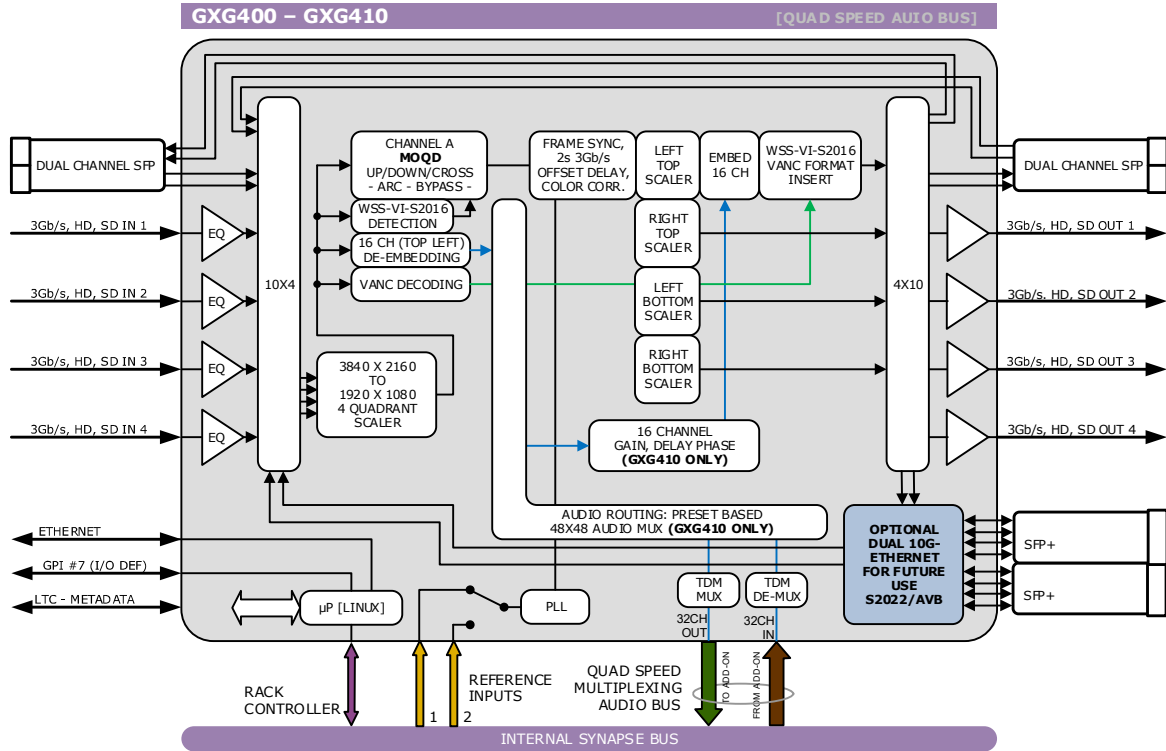 GXG400 – GXG410
[QUAD SPEED AUIO BUS]
DUAL CHANNEL SFP
3Gb/s, HD, SD IN 1
3Gb/s, HD, SD IN 2
3Gb/s, HD, SD IN 3
3Gb/s, HD, SD IN 4
EQ
EQ
EQ
EQ
10X4
CHANNEL A
MOQD
UP/DOWN/CROSS
- ARC - BYPASS -
WSS-VI-S2016
DETECTION
16 CH (TOP LEFT)
DE-EMBEDDING
VANC DECODING
3840 X 2160
TO
1920 X 1080
4 QUADRANT
SCALER
FRAME SYNC,
2s 3Gb/s
OFFSET DELAY,
COLOR CORR.
LEFT
TOP
SCALER
EMBED
16 CH
WSS-VI-S2016
VANC FORMAT
INSERT
RIGHT
TOP
SCALER
LEFT
BOTTOM
SCALER
RIGHT
BOTTOM
SCALER
16 CHANNEL
GAIN, DELAY PHASE
(GXG410 ONLY)
AUDIO ROUTING: PRESET BASED
48X48 AUDIO MUX (GXG410 ONLY)
4X10
DUAL CHANNEL SFP
3Gb/s, HD, SD OUT 1
3Gb/s. HD, SD OUT 2
3Gb/s, HD, SD OUT 3
3Gb/s, HD, SD OUT 4
OPTIONAL
DUAL 10G-
ETHERNET
FOR FUTURE
USE
S2022/AVB
SFP+
SFP+
ETHERNET
GPI #7 (I/O DEF)
LTC - METADATA
µP [LINUX]
PLL
TDM
MUX
TDM
DE-MUX
32CH
OUT
32CH
IN
RACK
CONTROLLER
1
2
REFERENCE
INPUTS
QUAD SPEED
MULTIPLEXING
AUDIO BUS
TO ADD-ON
FROM ADD-ON
INTERNAL SYNAPSE BUS